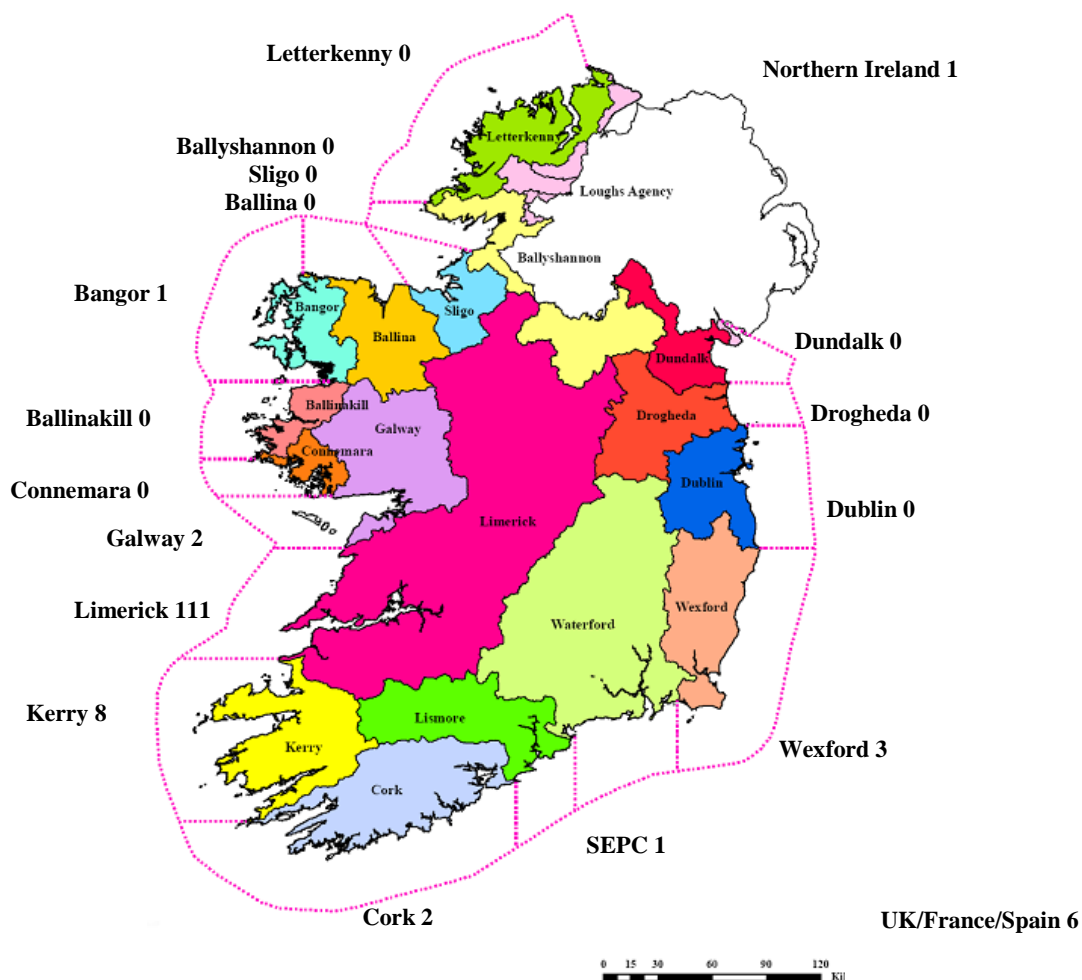 Letterkenny 0
Northern Ireland 1
Letterkenny
Ballyshannon 0
Sligo 0
Ballina 0
Loughs Agency
Ballyshannon
Bangor 1
Bangor
Sligo
Ballina
Dundalk 0
Dundalk
Ballinakill 0
Ballinakill
Drogheda 0
Drogheda
Galway
Connemara
Connemara 0
Dublin
Dublin 0
Galway 2
Limerick
Limerick 111
Wexford
Waterford
Kerry 8
Lismore
Kerry
Wexford 3
Cork
SEPC 1
Cork 2
UK/France/Spain 6
0 15 30 60 90 120
Kil